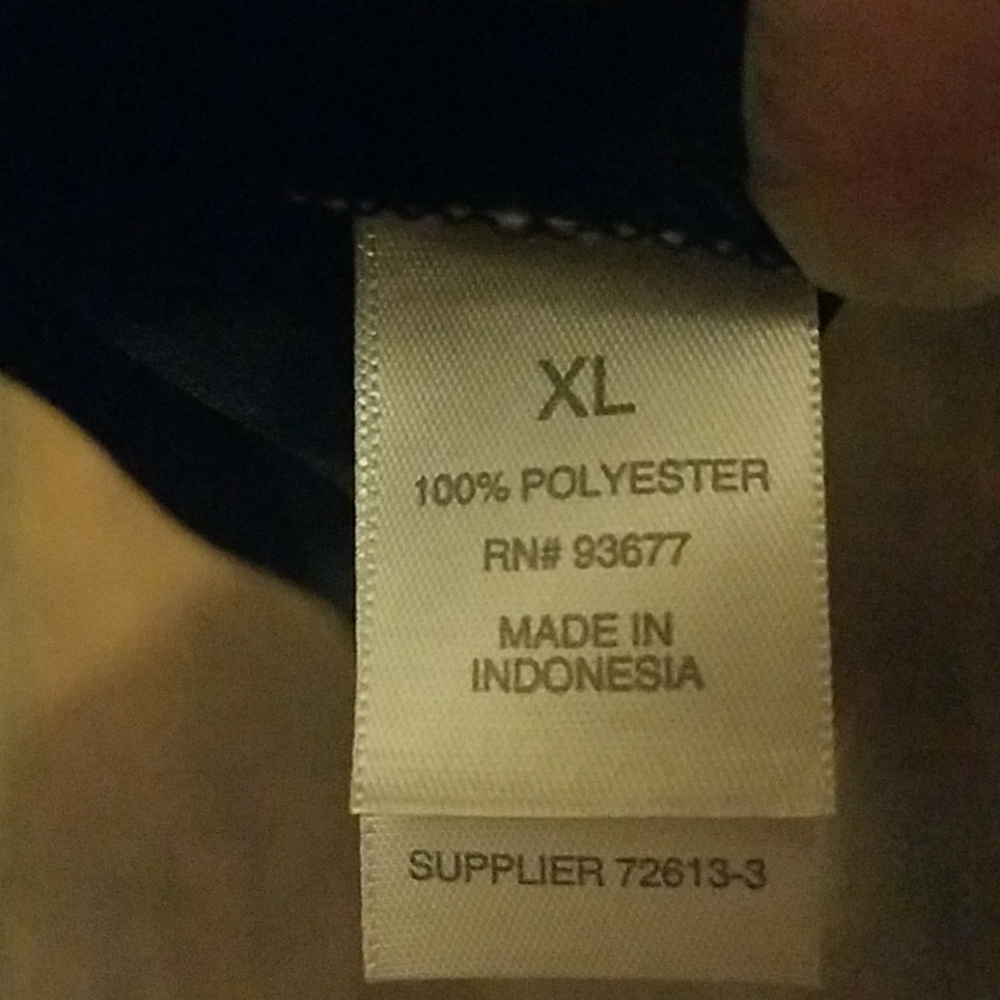 XL
100% POLYESTER
RN# 93677
MADE IN
INDONESIA
SUPPLIER 72613-3